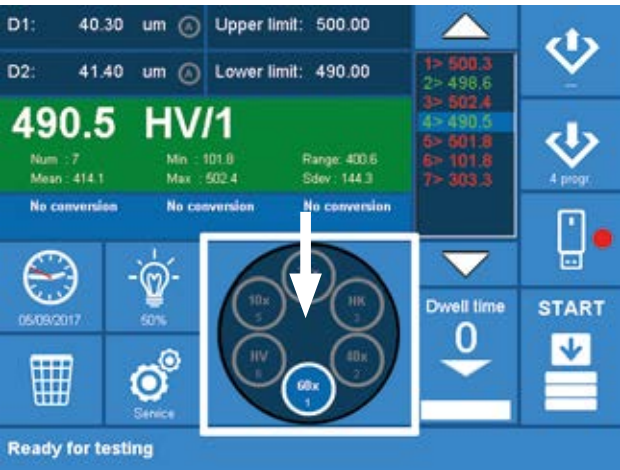 D1: 40.30 um A Upper limit: 500.00
D2: 41.40 um A Lower limit: 490.00
490.5 HV/1
Num : 7 Min : 101.8 Range: 400.6
Mean : 414.1 Max : 502.4 Sdev : 144.3
No conversion No conversion No conversion
1> 500.3
2> 498.6
3> 502.4
4> 490.5
5> 501.8
6> 101.8
7> 303.3
...
4 progr.
05/09/2017
50%
10x
5
HK
3
HV
6
40x
2
60x
1
Service
Dwell time
0
START
Ready for testing